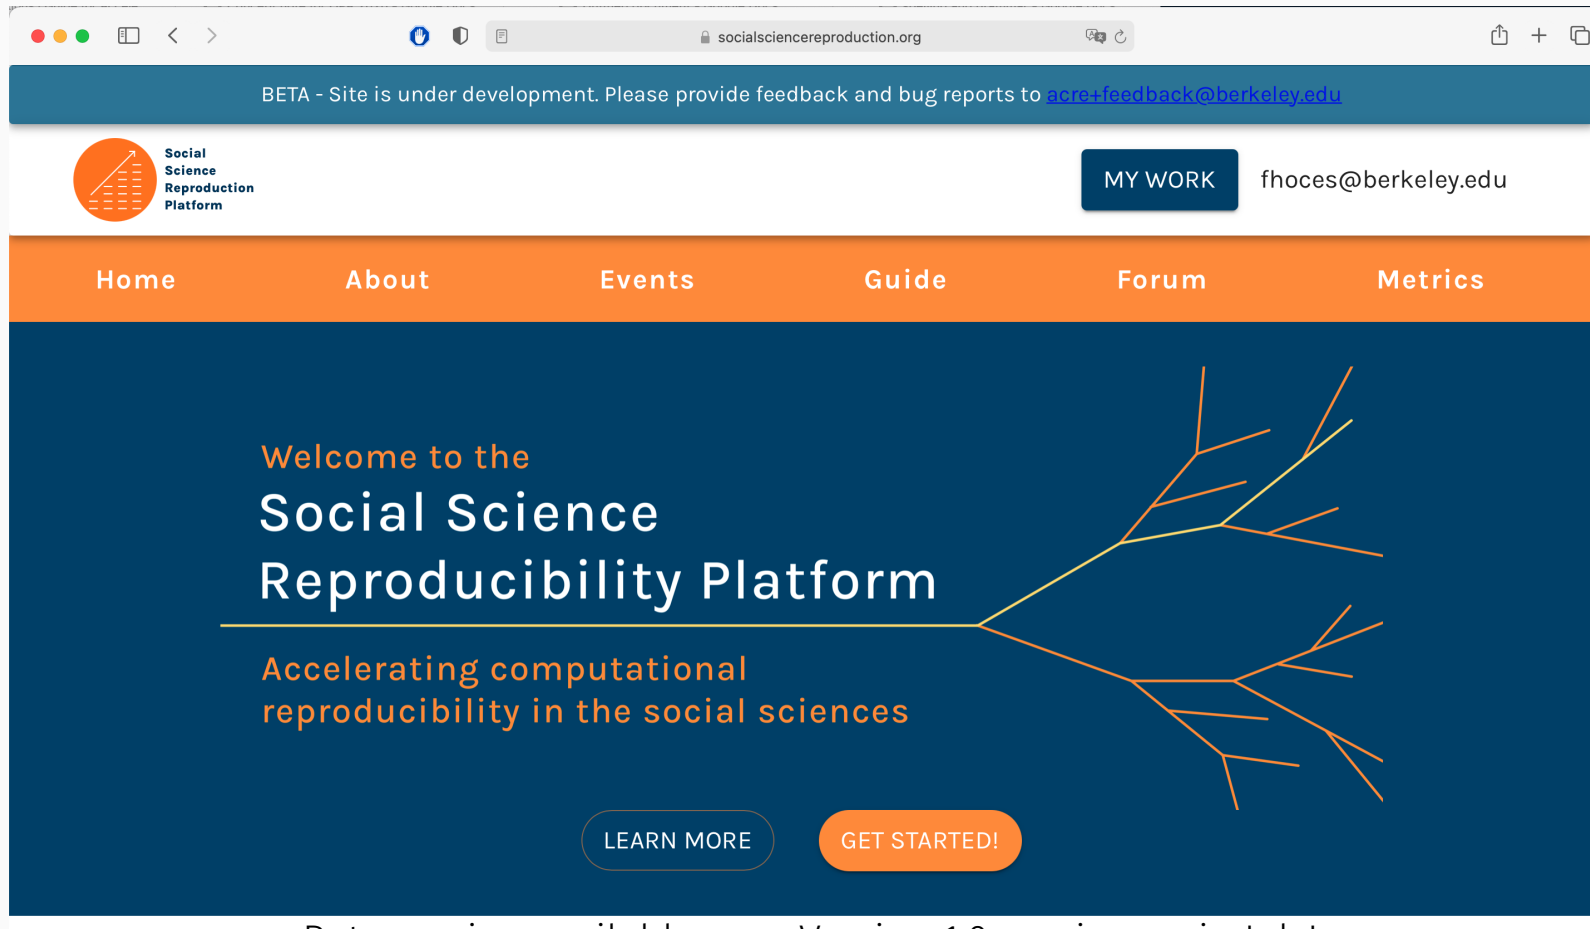 socialsciencereproduction.org
BETA - Site is under development. Please provide feedback and bug reports to acre+feedback@berkeley.edu
Social
Science
Reproduction
Platform
MY WORK
fhoces@berkeley.edu
Home About Events Guide Forum Metrics
Welcome to the
Social Science
Reproducibility Platform
Accelerating computational
reproducibility in the social sciences
LEARN MORE
GET STARTED!